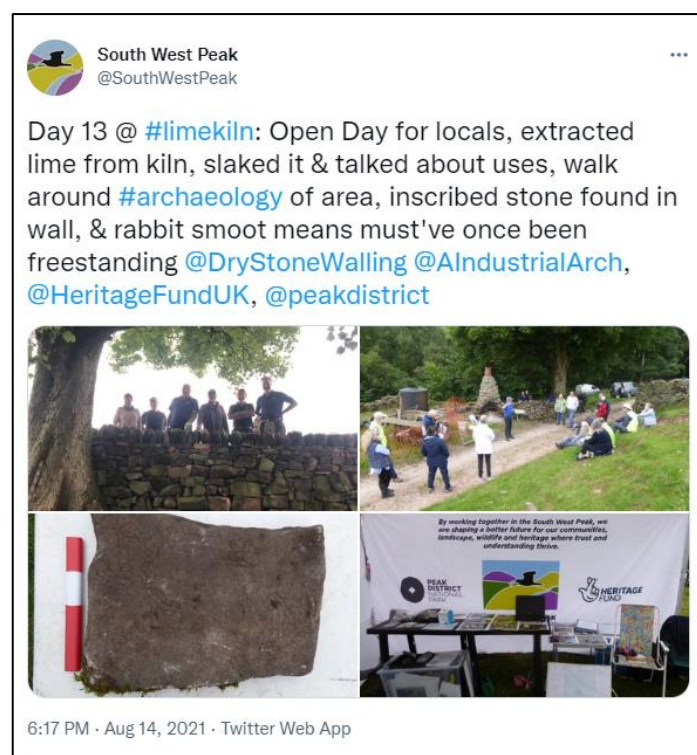 South West Peak
@SouthWestPeak
Day 13 @ #limekiln: Open Day for locals, extracted
lime from kiln, slaked it & talked about uses, walk
around #archaeology of area, inscribed stone found in
wall, & rabbit smoot means must've once been
freestanding @DryStoneWalling @AIndustrialArch,
@HeritageFundUK, @peakdistrict
By working together in the South West Peak, we
are shaping a better future for our communities,
landscape, wildlife and heritage where trust and
understanding thrive.
PEAK
DISTRICT
NATIONAL
PARK
HERITAGE
FUND
6:17 PM · Aug 14, 2021 · Twitter Web App